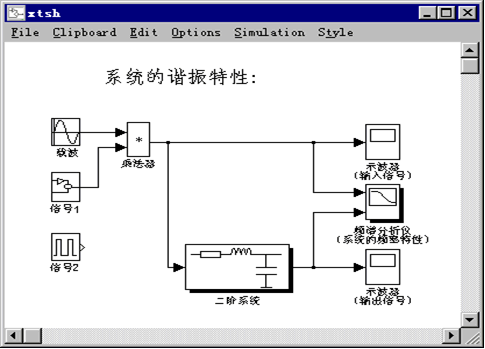 xtsh
File Clipboard Edit Options Simulation Style
系统的谐振特性:
载波
*
乘法器
信号1
信号2
示波器
(输入信号)
频谱分析仪
(系统的频率特性)
示波器
(输出信号)
二阶系统